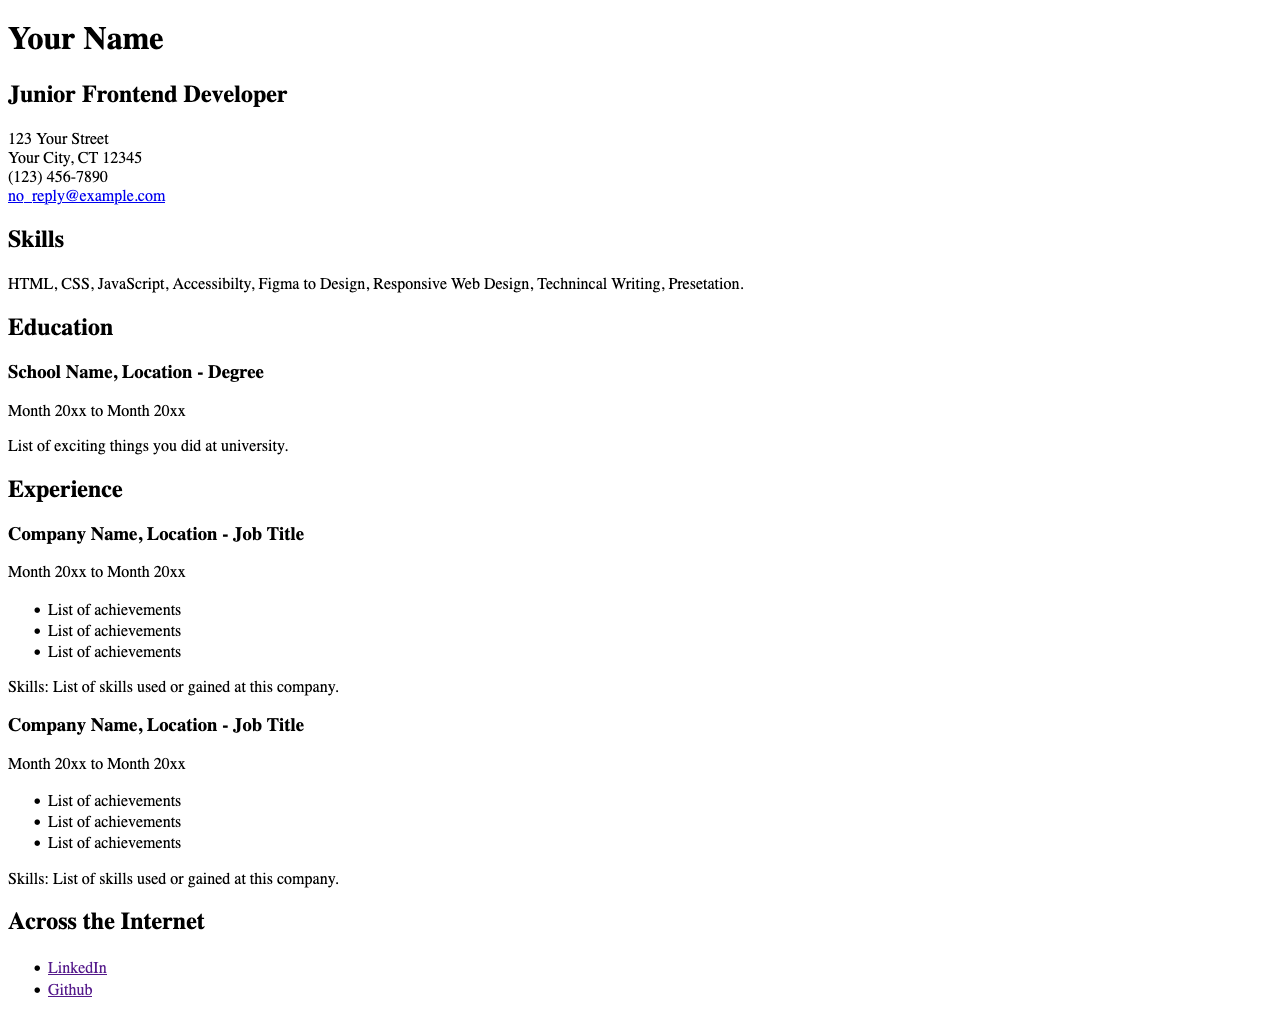 Your Name
Junior Frontend Developer
123 Your Street
Your City, CT 12345
(123) 456-7890
no_reply@example.com
Skills
HTML, CSS, JavaScript, Accessibilty, Figma to Design, Responsive Web Design, Technincal Writing, Presetation.
Education
School Name, Location - Degree
Month 20xx to Month 20xx
List of exciting things you did at university.
Experience
Company Name, Location - Job Title
Month 20xx to Month 20xx
• List of achievements
• List of achievements
• List of achievements
Skills: List of skills used or gained at this company.
Company Name, Location - Job Title
Month 20xx to Month 20xx
• List of achievements
• List of achievements
• List of achievements
Skills: List of skills used or gained at this company.
Across the Internet
• LinkedIn
• Github